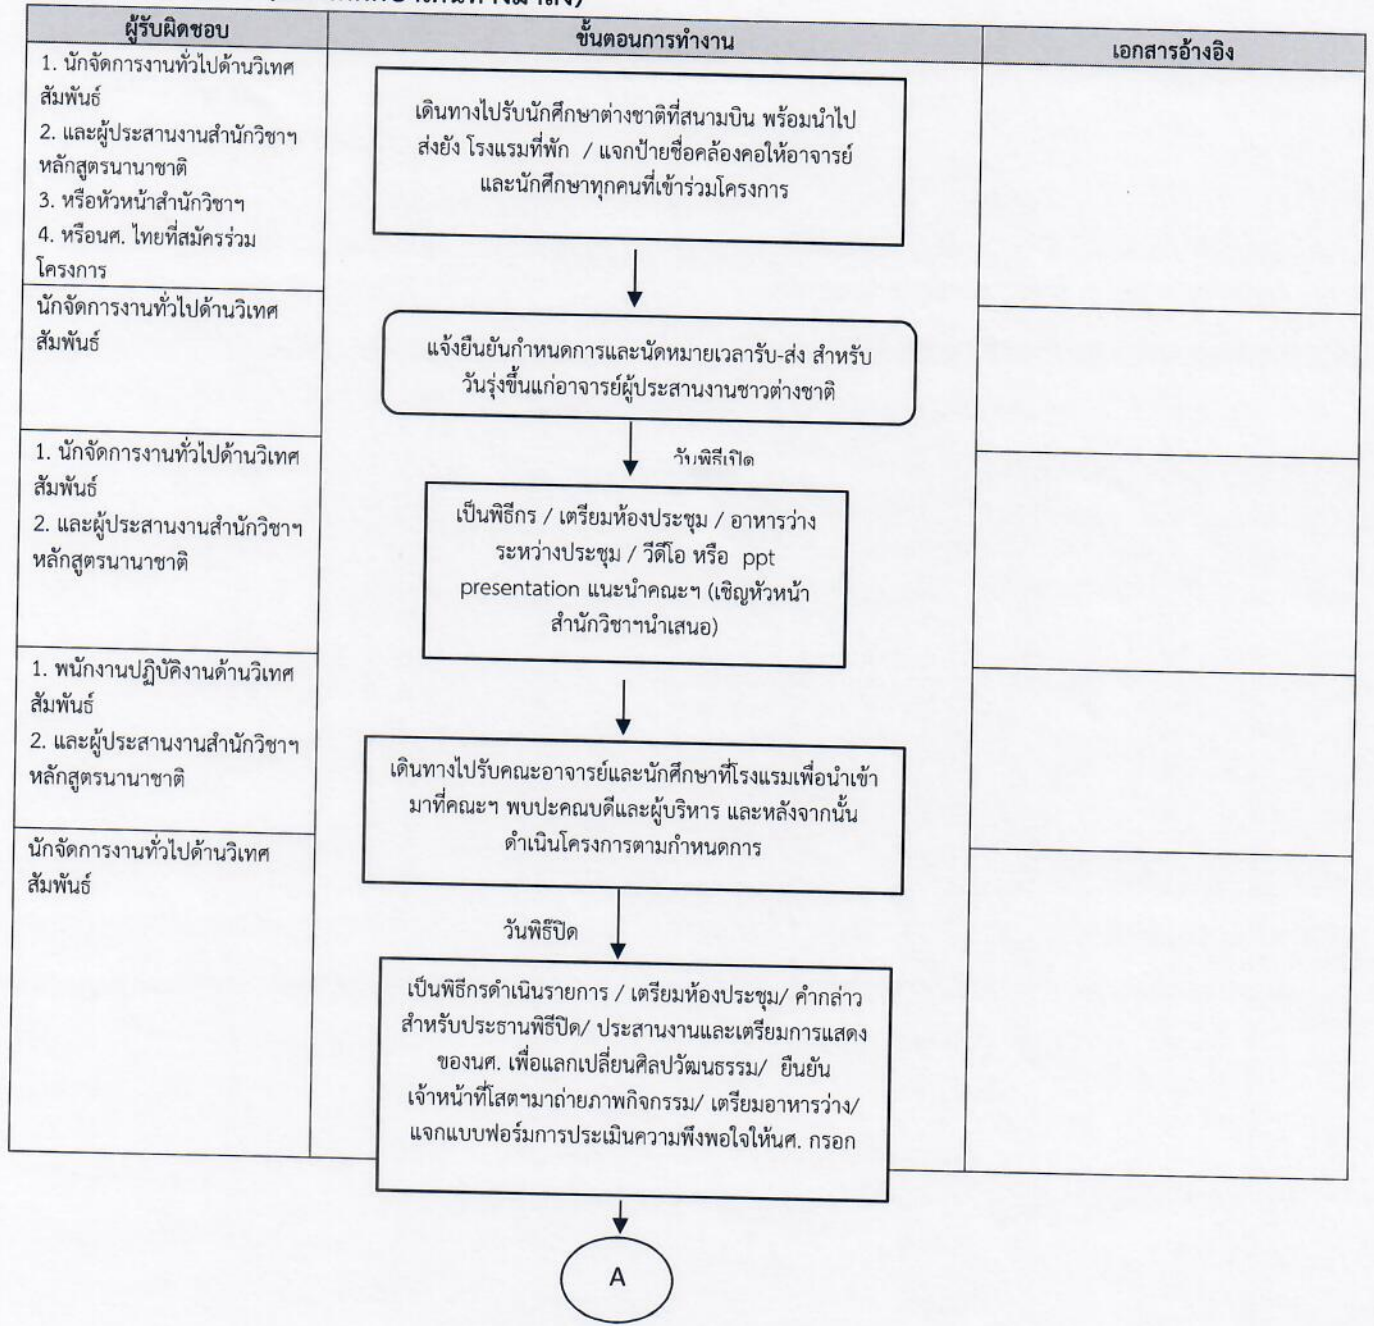 ผู้รับผิดชอบ
ขั้นตอนการทำงาน
เอกสารอ้างอิง
1. นักจัดการงานทั่วไปด้านวิเทศ
สัมพันธ์
2. และผู้ประสานงานสำนักวิชาฯ
หลักสูตรนานาชาติ
3. หรือหัวหน้าสำนักวิชาฯ
4. หรือนศ. ไทยที่สมัครร่วม
โครงการ
เดินทางไปรับนักศึกษาต่างชาติที่สนามบิน พร้อมนำไป
ส่งยัง โรงแรมที่พัก / แจกป้ายชื่อคล้องคอให้อาจารย์
และนักศึกษาทุกคนที่เข้าร่วมโครงการ
นักจัดการงานทั่วไปด้านวิเทศ
สัมพันธ์
แจ้งยืนยันกำหนดการและนัดหมายเวลารับ-ส่ง สำหรับ
วันรุ่งขึ้นแก่อาจารย์ผู้ประสานงานชาวต่างชาติ
วันพิธีเปิด
1. นักจัดการงานทั่วไปด้านวิเทศ
สัมพันธ์
2. และผู้ประสานงานสำนักวิชาฯ
หลักสูตรนานาชาติ
เป็นพิธีกร / เตรียมห้องประชุม / อาหารว่าง
ระหว่างประชุม / วีดีโอ หรือ ppt
presentation แนะนำคณะฯ (เชิญหัวหน้า
สำนักวิชาฯนำเสนอ)
1. พนักงานปฏิบัคิงานด้านวิเทศ
สัมพันธ์
2. และผู้ประสานงานสำนักวิชาฯ
หลักสูตรนานาชาติ
เดินทางไปรับคณะอาจารย์และนักศึกษาที่โรงแรมเพื่อนำเข้า
มาที่คณะฯ พบปะคณบดีและผู้บริหาร และหลังจากนั้น
ดำเนินโครงการตามกำหนดการ
นักจัดการงานทั่วไปด้านวิเทศ
สัมพันธ์
วันพิธีปิด
เป็นพิธีกรดำเนินรายการ / เตรียมห้องประชุม/ คำกล่าว
สำหรับประธานพิธีปิด/ ประสานงานและเตรียมการแสดง
ของนศ. เพื่อแลกเปลี่ยนศิลปวัฒนธรรม/ ยืนยัน
เจ้าหน้าที่โสตฯมาถ่ายภาพกิจกรรม/ เตรียมอาหารว่าง/
แจกแบบฟอร์มการประเมินความพึงพอใจให้นศ. กรอก
A